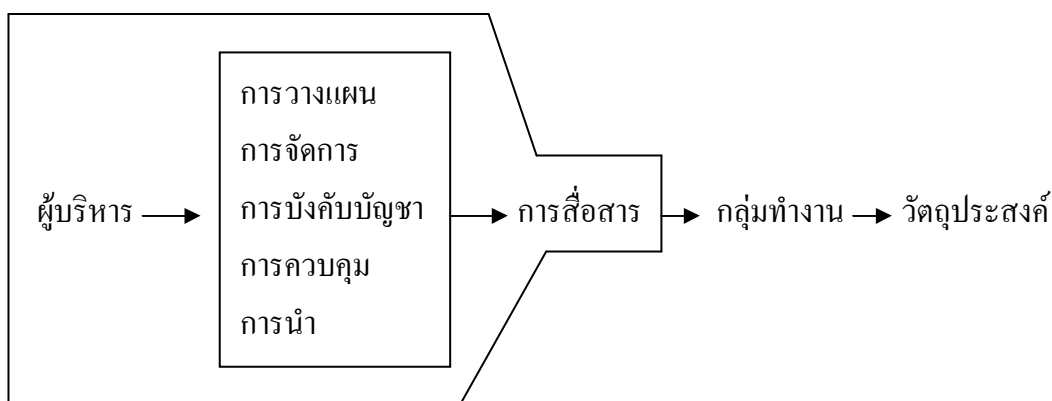 ผู้บริหาร
การวางแผน
การจัดการ
การบังคับบัญชา
การควบคุม
การนำ
การสื่อสาร
กลุ่มทำงาน
วัตถุประสงค์